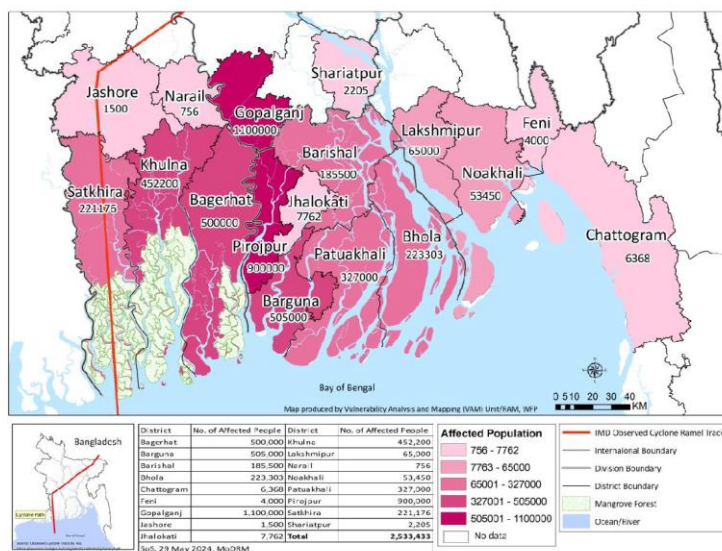 Jashore
1500
Narail
756
Gopalganj
1100000
Shariatpur
2205
Satkhira
221176
Khulna
452200
Bagerhat
500000
Pirojpur
900000
Jhalokati
7762
Barishal
185500
Barguna
505000
Patuakhali
327000
Bhola
223303
Lakshmipur
65000
Noakhali
53450
Feni
4000
Chattogram
6368
Bay of Bengal
0 5 10 20 30 40
KM
Map produced by Vulnerability Analysis and Mapping (VAM) Unit/RAM, WFP
Bangladesh
Cyclone Path
District No. of Affected People District No. of Affected People
Bagerhat 500,000 Khulna 452,200
Barguna 505,000 Lakshmipur 65,000
Barishal 185,500 Narail 756
Bhola 223,303 Noakhali 53,450
Chattogram 6,368 Patuakhali 327,000
Feni 4,000 Pirojpur 900,000
Gopalganj 1,100,000 Satkhira 221,176
Jashore 1,500 Shariatpur 2,205
Jhalokati 7,762 Total 2,533,433
SoS, 29 May 2024, MoDRM
Affected Population
756 - 7762
7763 - 65000
65001 - 327000
327001 - 505000
505001 - 1100000
No data
IMD Observed Cyclone Ramel Track
International Boundary
Division Boundary
District Boundary
Mangrove Forest
Ocean/River